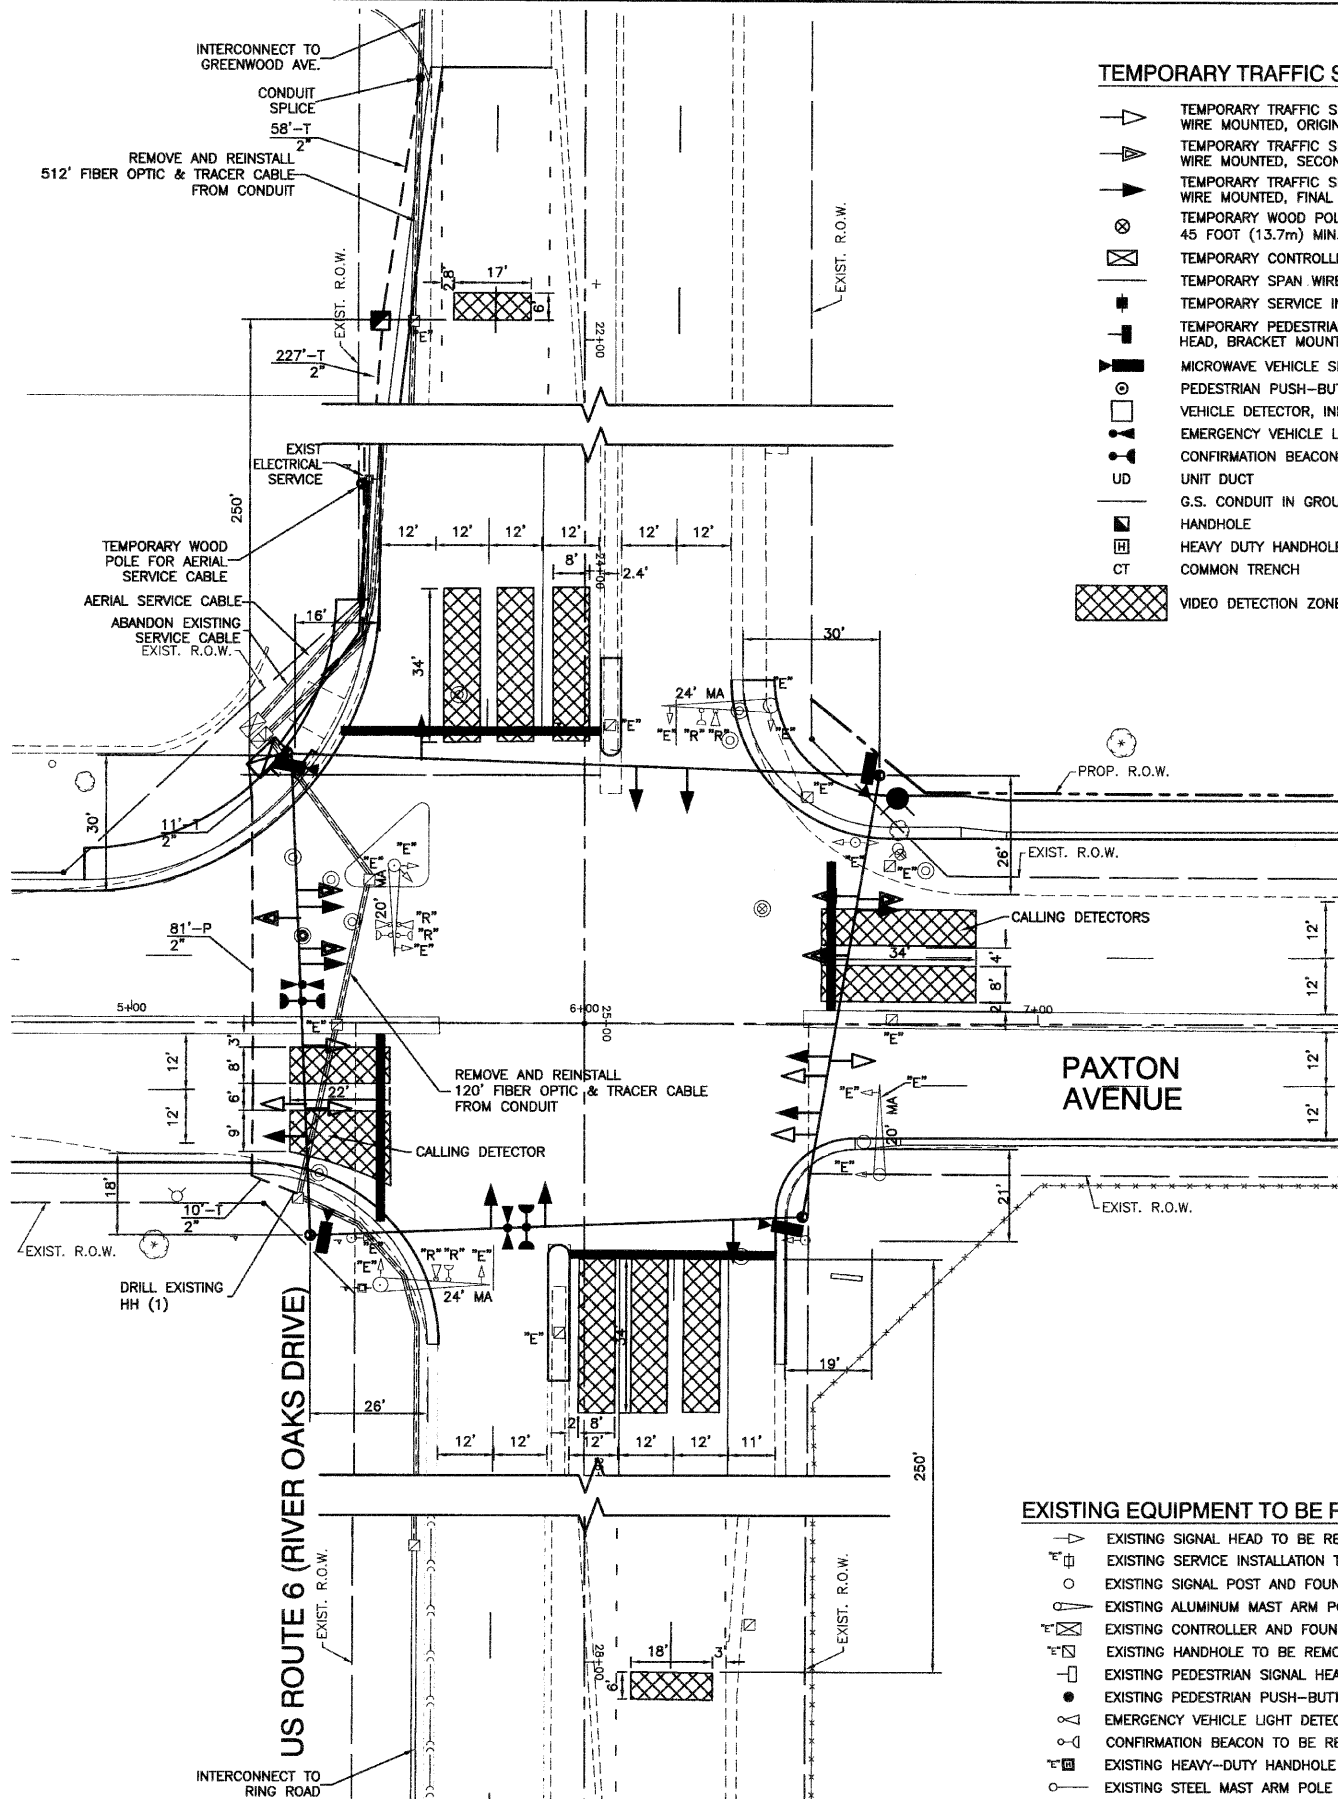 INTERCONNECT TO
GREENWOOD AVE.
CONDUIT
SPLICE
58'-T
2"
REMOVE AND REINSTALL
512' FIBER OPTIC & TRACER CABLE
FROM CONDUIT
EXIST. R.O.W.
2.8'
17'
6'
"E"
22+00
EXIST. R.O.W.
227'-T
2"
250'
EXIST
ELECTRICAL
SERVICE
TEMPORARY WOOD
POLE FOR AERIAL
SERVICE CABLE
AERIAL SERVICE CABLE
ABANDON EXISTING
SERVICE CABLE
EXIST. R.O.W.
12'
12'
12'
12'
12'
12'
8'
24+00
2.4'
16'
34'
30'
24' MA
"E"
"E" "R" "R"
"E"
"E"
"E"
PROP. R.O.W.
30'
11'-T
2"
"E"
"E"
MA
20'
"R"
"R"
"E"
"E"
"E"
26'
EXIST. R.O.W.
CALLING DETECTORS
34'
4'
8'
2'
12'
12'
81'-P
2"
5+00
"E"
6+00
25+00
7+00
"E"
12'
12'
3'
8'
6'
9'
22'
REMOVE AND REINSTALL
120' FIBER OPTIC & TRACER CABLE
FROM CONDUIT
PAXTON
AVENUE
12'
12'
"E"
"E"
20' MA
"E"
CALLING DETECTOR
18'
10'-T
2"
EXIST. R.O.W.
DRILL EXISTING
HH (1)
"E"
"E"
"R" "R" "E"
24' MA
21'
EXIST. R.O.W.
"E"
34'
19'
26'
2'
8'
12'
12'
12'
12'
12'
11'
250'
US ROUTE 6 (RIVER OAKS DRIVE)
EXIST. R.O.W.
28+00
18'
3'
6'
EXIST. R.O.W.
INTERCONNECT TO
RING ROAD
TEMPORARY TRAFFIC S
TEMPORARY TRAFFIC S
WIRE MOUNTED, ORIGIN
TEMPORARY TRAFFIC S
WIRE MOUNTED, SECON
TEMPORARY TRAFFIC S
WIRE MOUNTED, FINAL
TEMPORARY WOOD POL
45 FOOT (13.7m) MIN.
TEMPORARY CONTROLLE
TEMPORARY SPAN WIRE
TEMPORARY SERVICE IN
TEMPORARY PEDESTRIA
HEAD, BRACKET MOUNT
MICROWAVE VEHICLE S
PEDESTRIAN PUSH-BUT
VEHICLE DETECTOR, IN
EMERGENCY VEHICLE L
CONFIRMATION BEACON
UD UNIT DUCT
G.S. CONDUIT IN GROU
HANDHOLE
H HEAVY DUTY HANDHOLE
CT COMMON TRENCH
VIDEO DETECTION ZONE
EXISTING EQUIPMENT TO BE R
EXISTING SIGNAL HEAD TO BE RE
"E" EXISTING SERVICE INSTALLATION T
EXISTING SIGNAL POST AND FOUN
EXISTING ALUMINUM MAST ARM PO
"E" EXISTING CONTROLLER AND FOUN
"E" EXISTING HANDHOLE TO BE REMO
EXISTING PEDESTRIAN SIGNAL HEA
EXISTING PEDESTRIAN PUSH-BUTT
EMERGENCY VEHICLE LIGHT DETEC
CONFIRMATION BEACON TO BE RE
"E" H EXISTING HEAVY-DUTY HANDHOLE
EXISTING STEEL MAST ARM POLE